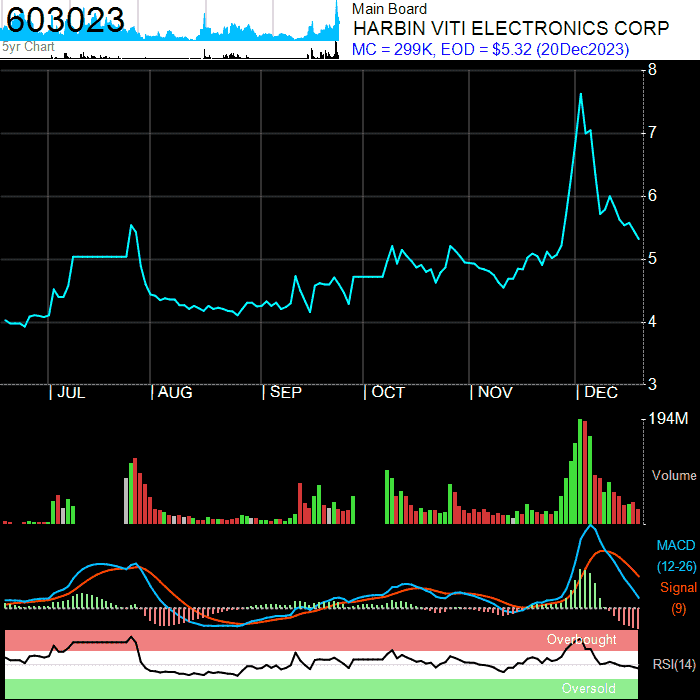 603023
5yr Chart
Main Board
HARBIN VITI ELECTRONICS CORP
MC = 299K, EOD = $5.32 (20Dec2023)
8
7
6
5
4
3
| JUL | AUG | SEP | OCT | NOV | DEC
194M
Volume
MACD
(12-26)
Signal
(9)
Overbought
RSI(14)
Oversold